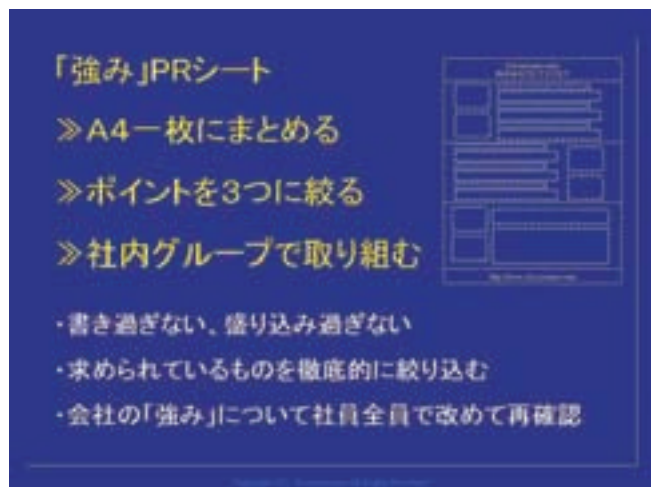 「強み」PRシート
≫A4一枚にまとめる
≫ポイントを3つに絞る
≫社内グループで取り組む
・書き過ぎない、盛り込み過ぎない
・求められているものを徹底的に絞り込む
・会社の「強み」について社員全員で改めて再確認